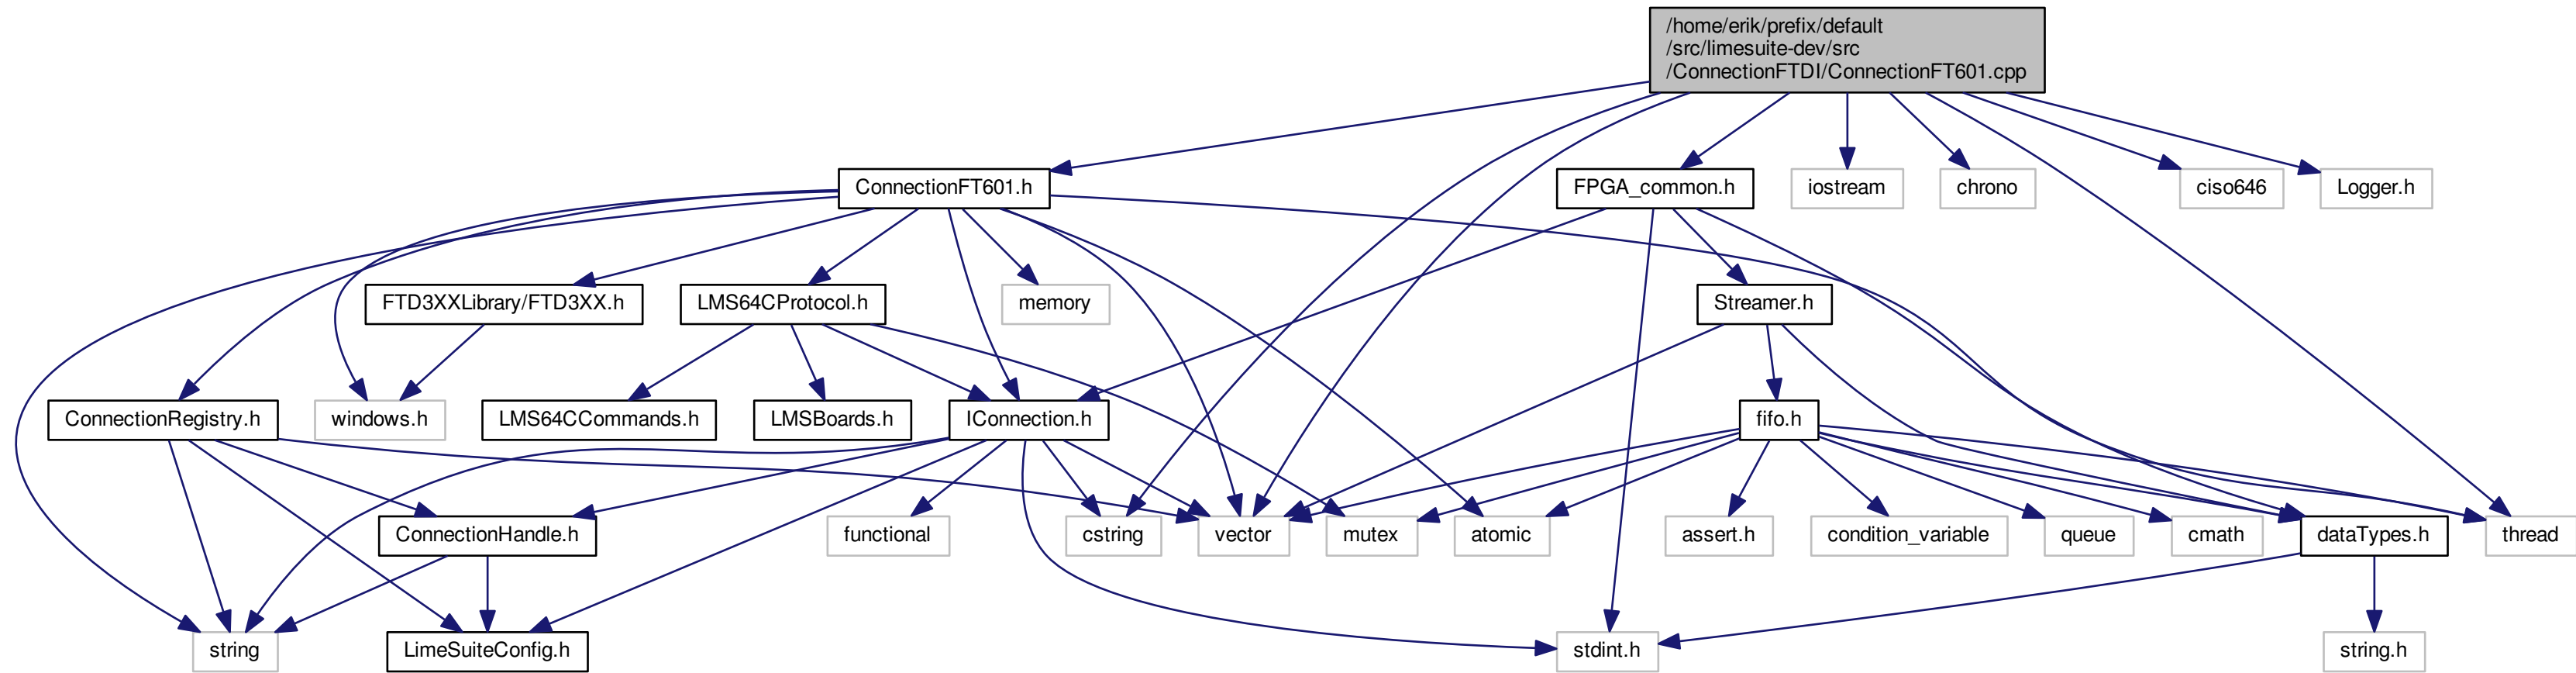 /home/erik/prefix/default
/src/limesuite-dev/src
/ConnectionFTDI/ConnectionFT601.cpp
ConnectionFT601.h
FPGA_common.h
iostream
chrono
ciso646
Logger.h
FTD3XXLibrary/FTD3XX.h
LMS64CProtocol.h
memory
Streamer.h
ConnectionRegistry.h
windows.h
LMS64CCommands.h
LMSBoards.h
IConnection.h
fifo.h
ConnectionHandle.h
functional
cstring
vector
mutex
atomic
assert.h
condition_variable
queue
cmath
dataTypes.h
thread
string
LimeSuiteConfig.h
stdint.h
string.h